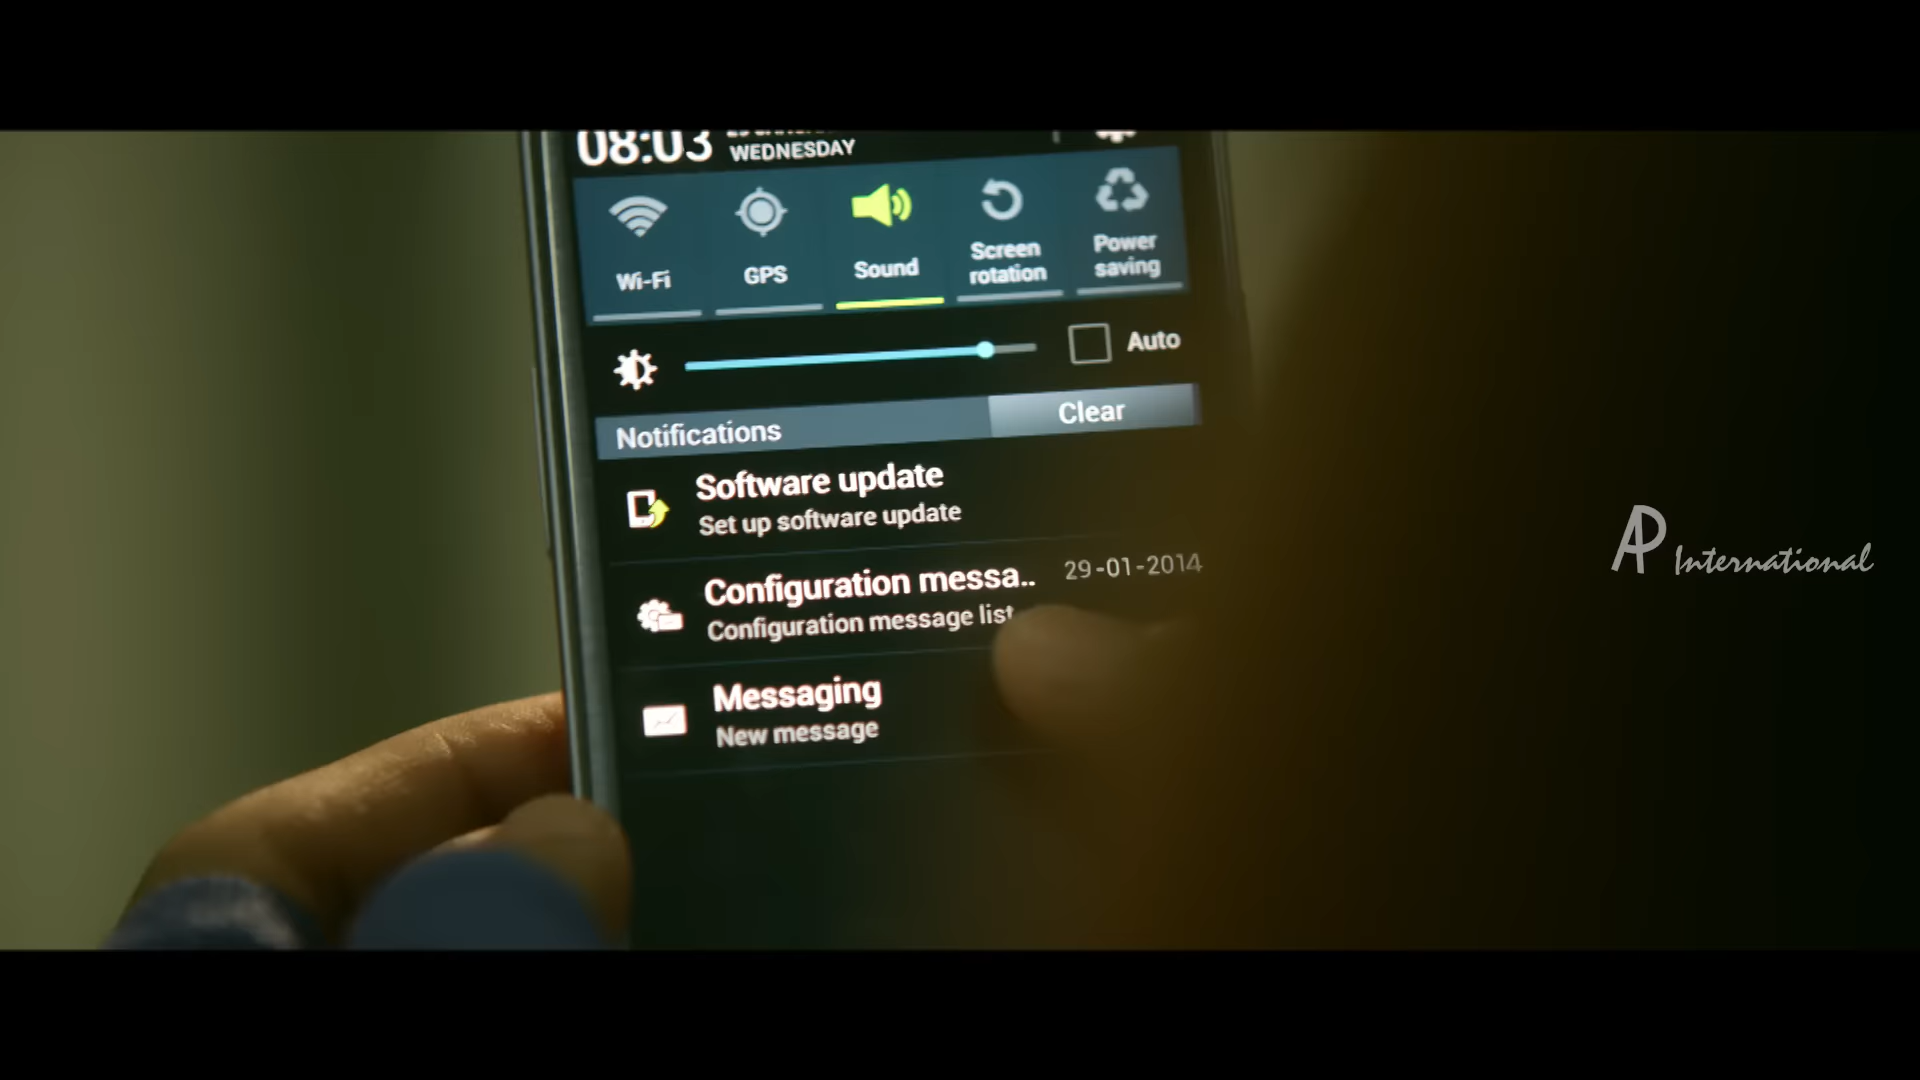 08:03
WEDNESDAY
Wi-Fi
GPS
Sound
Screen
rotation
Power
saving
Auto
Notifications
Clear
Software update
Set up software update
Configuration messa..
29-01-2014
Configuration message list
Messaging
New message
AP International